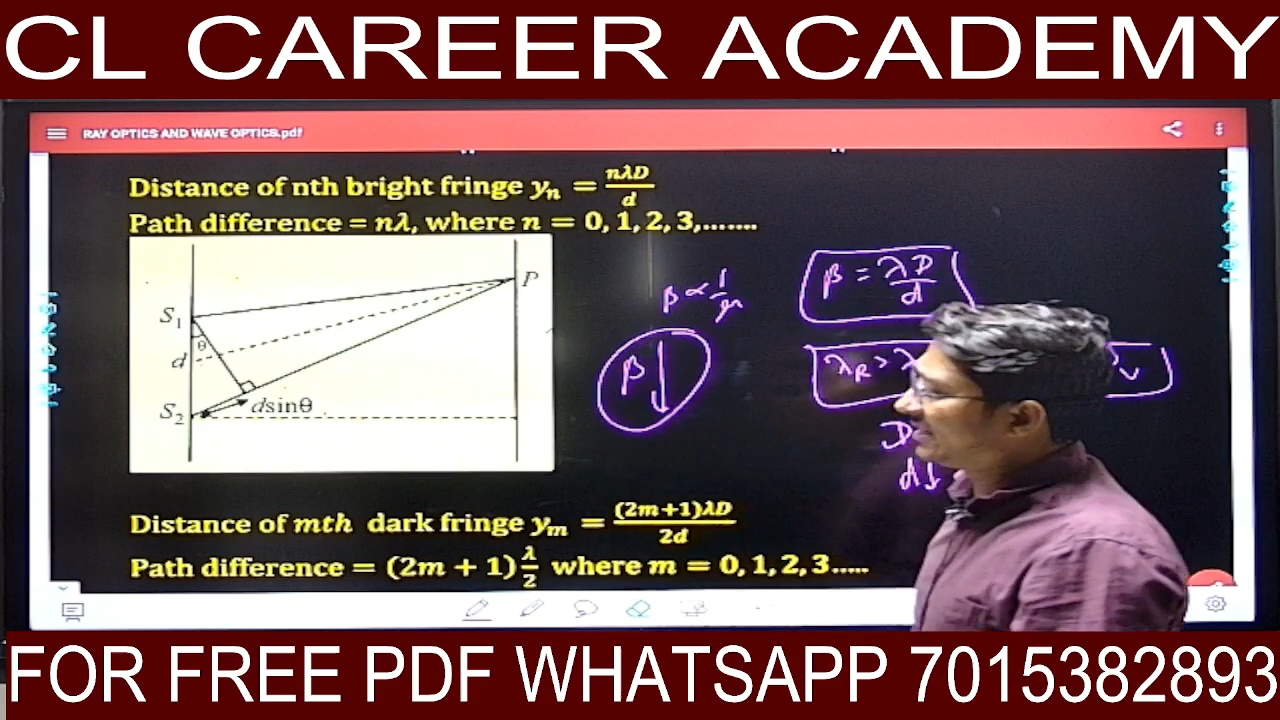 CL CAREER ACADEMY
RAY OPTICS AND WAVE OPTICS.pdf
Distance of nth bright fringe yₙ = nλD/d
Path difference = nλ, where n = 0, 1, 2, 3,.......
P
S₁
θ
d
S₂
dsinθ
β ∝ 1/μ
β↓
β = λD/d
λR > λ
V
D
d↓
Distance of mth dark fringe yₘ = (2m+1)λD/2d
Path difference = (2m + 1) λ/2 where m = 0, 1, 2, 3.....
FOR FREE PDF WHATSAPP 7015382893